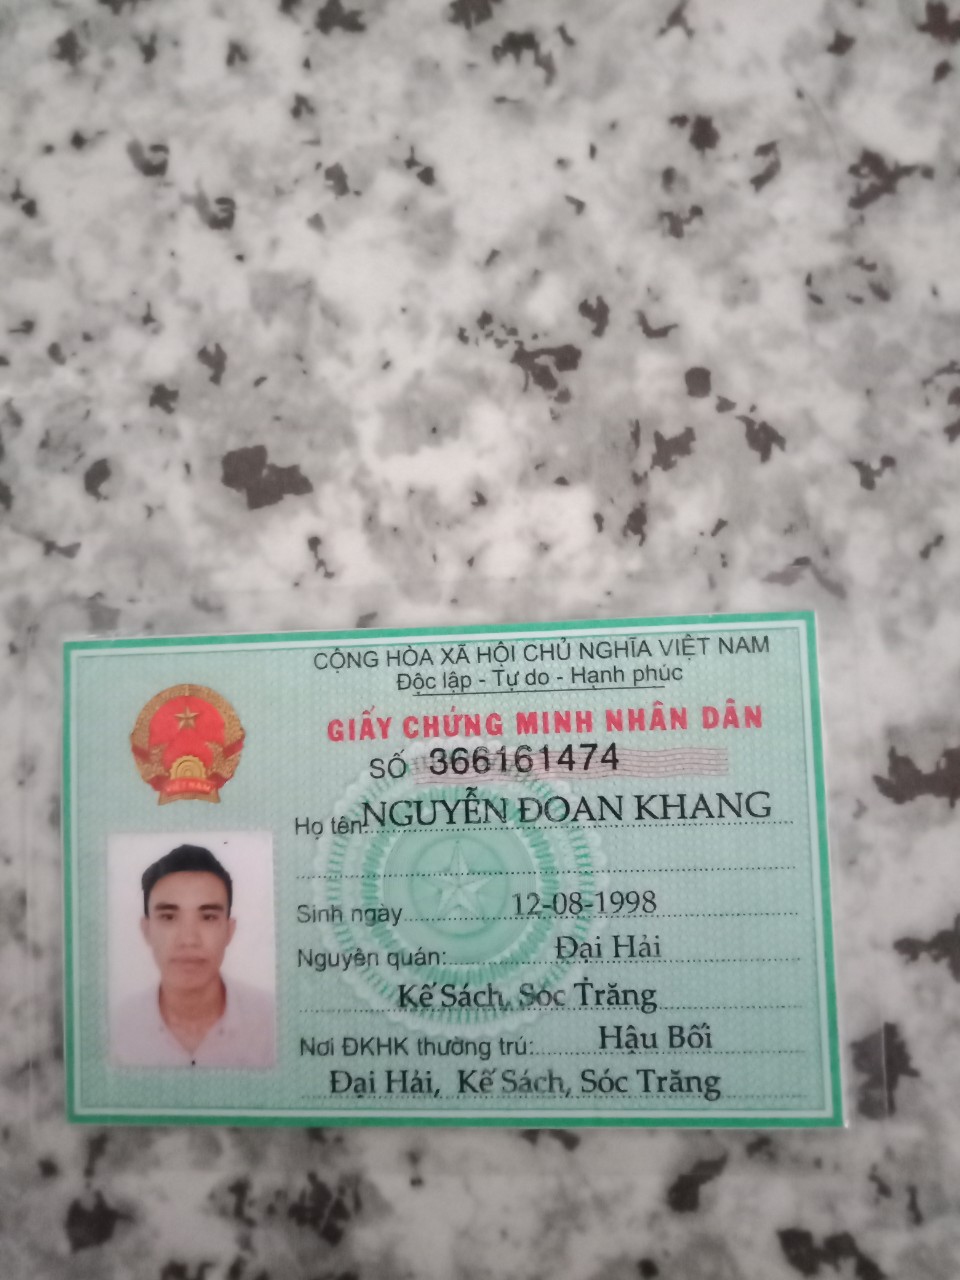 CỘNG HÒA XÃ HỘI CHỦ NGHĨA VIỆT NAM
Độc lập - Tự do - Hạnh phúc
GIẤY CHỨNG MINH NHÂN DÂN
SỐ 366161474
Họ tên: NGUYỄN ĐOAN KHANG
Sinh ngày 12-08-1998
Nguyên quán: Đại Hải
Kế Sách, Sóc Trăng
Nơi ĐKHK thường trú: Hậu Bối
Đại Hải, Kế Sách, Sóc Trăng
VIỆT NAM